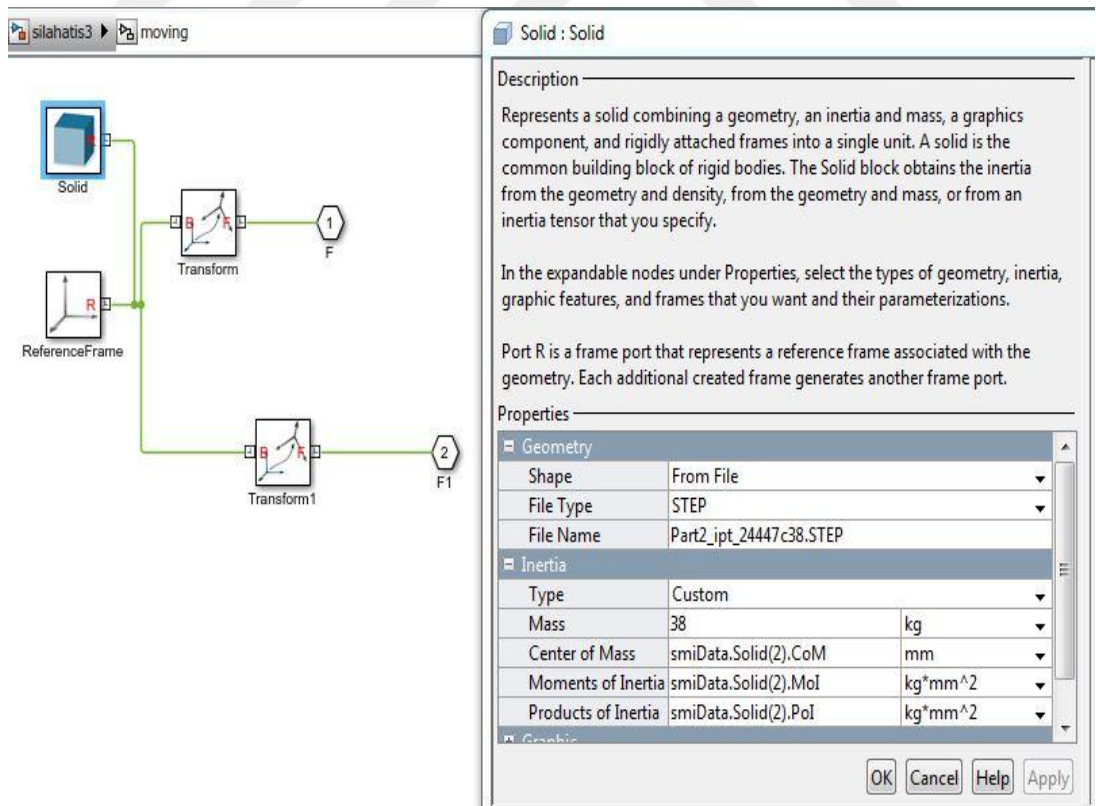 silahatis3 ▶ moving
R
Solid
B F
Transform
1
F
R
ReferenceFrame
B F
Transform1
2
F1
Solid : Solid
Description
Represents a solid combining a geometry, an inertia and mass, a graphics
component, and rigidly attached frames into a single unit. A solid is the
common building block of rigid bodies. The Solid block obtains the inertia
from the geometry and density, from the geometry and mass, or from an
inertia tensor that you specify.
In the expandable nodes under Properties, select the types of geometry, inertia,
graphic features, and frames that you want and their parameterizations.
Port R is a frame port that represents a reference frame associated with the
geometry. Each additional created frame generates another frame port.
Properties
Geometry
Shape From File
File Type STEP
File Name Part2_ipt_24447c38.STEP
Inertia
Type Custom
Mass 38 kg
Center of Mass smiData.Solid(2).CoM mm
Moments of Inertia smiData.Solid(2).MoI kg*mm^2
Products of Inertia smiData.Solid(2).PoI kg*mm^2
Graphic
OK Cancel Help Apply